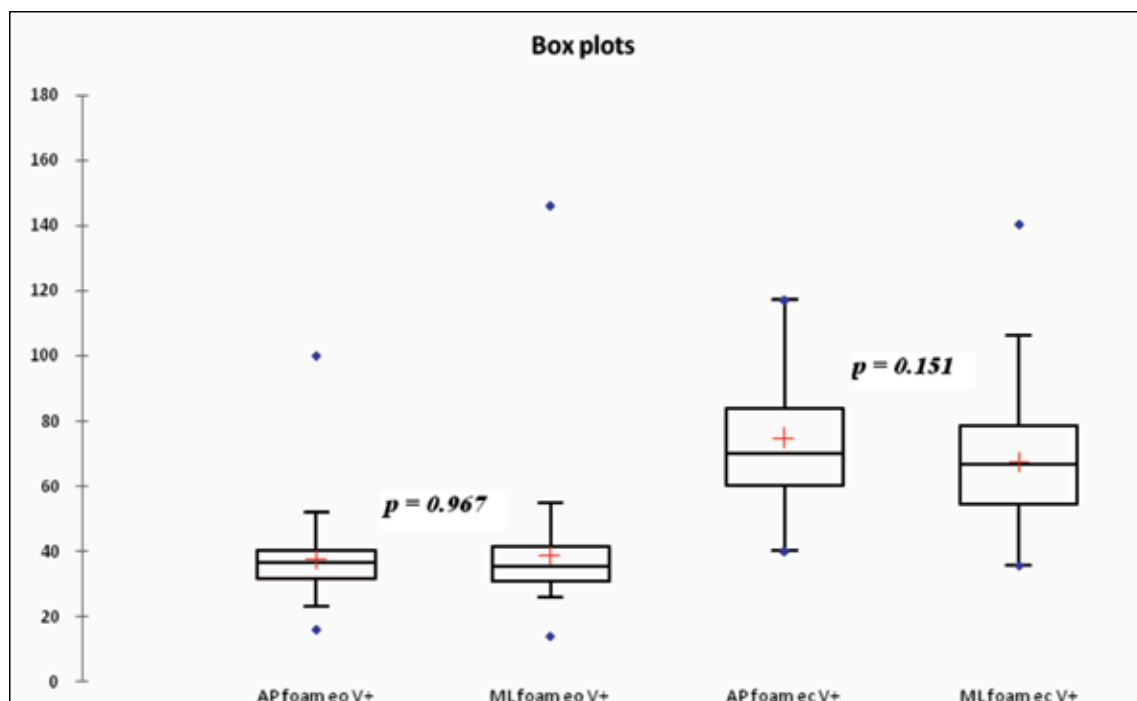 Box plots
180
160
140
120
100
80
60
40
20
0
p = 0.151
p = 0.967
AP foam eo V+
ML foam eo V+
AP foam ec V+
ML foam ec V+